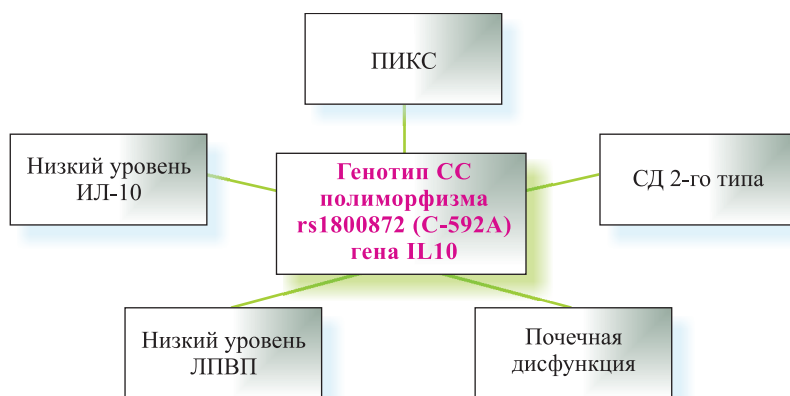 ПИКС
Низкий уровень
ИЛ-10
Генотип СС
полиморфизма
rs1800872 (C-592A)
гена IL10
СД 2-го типа
Низкий уровень
ЛПВП
Почечная
дисфункция